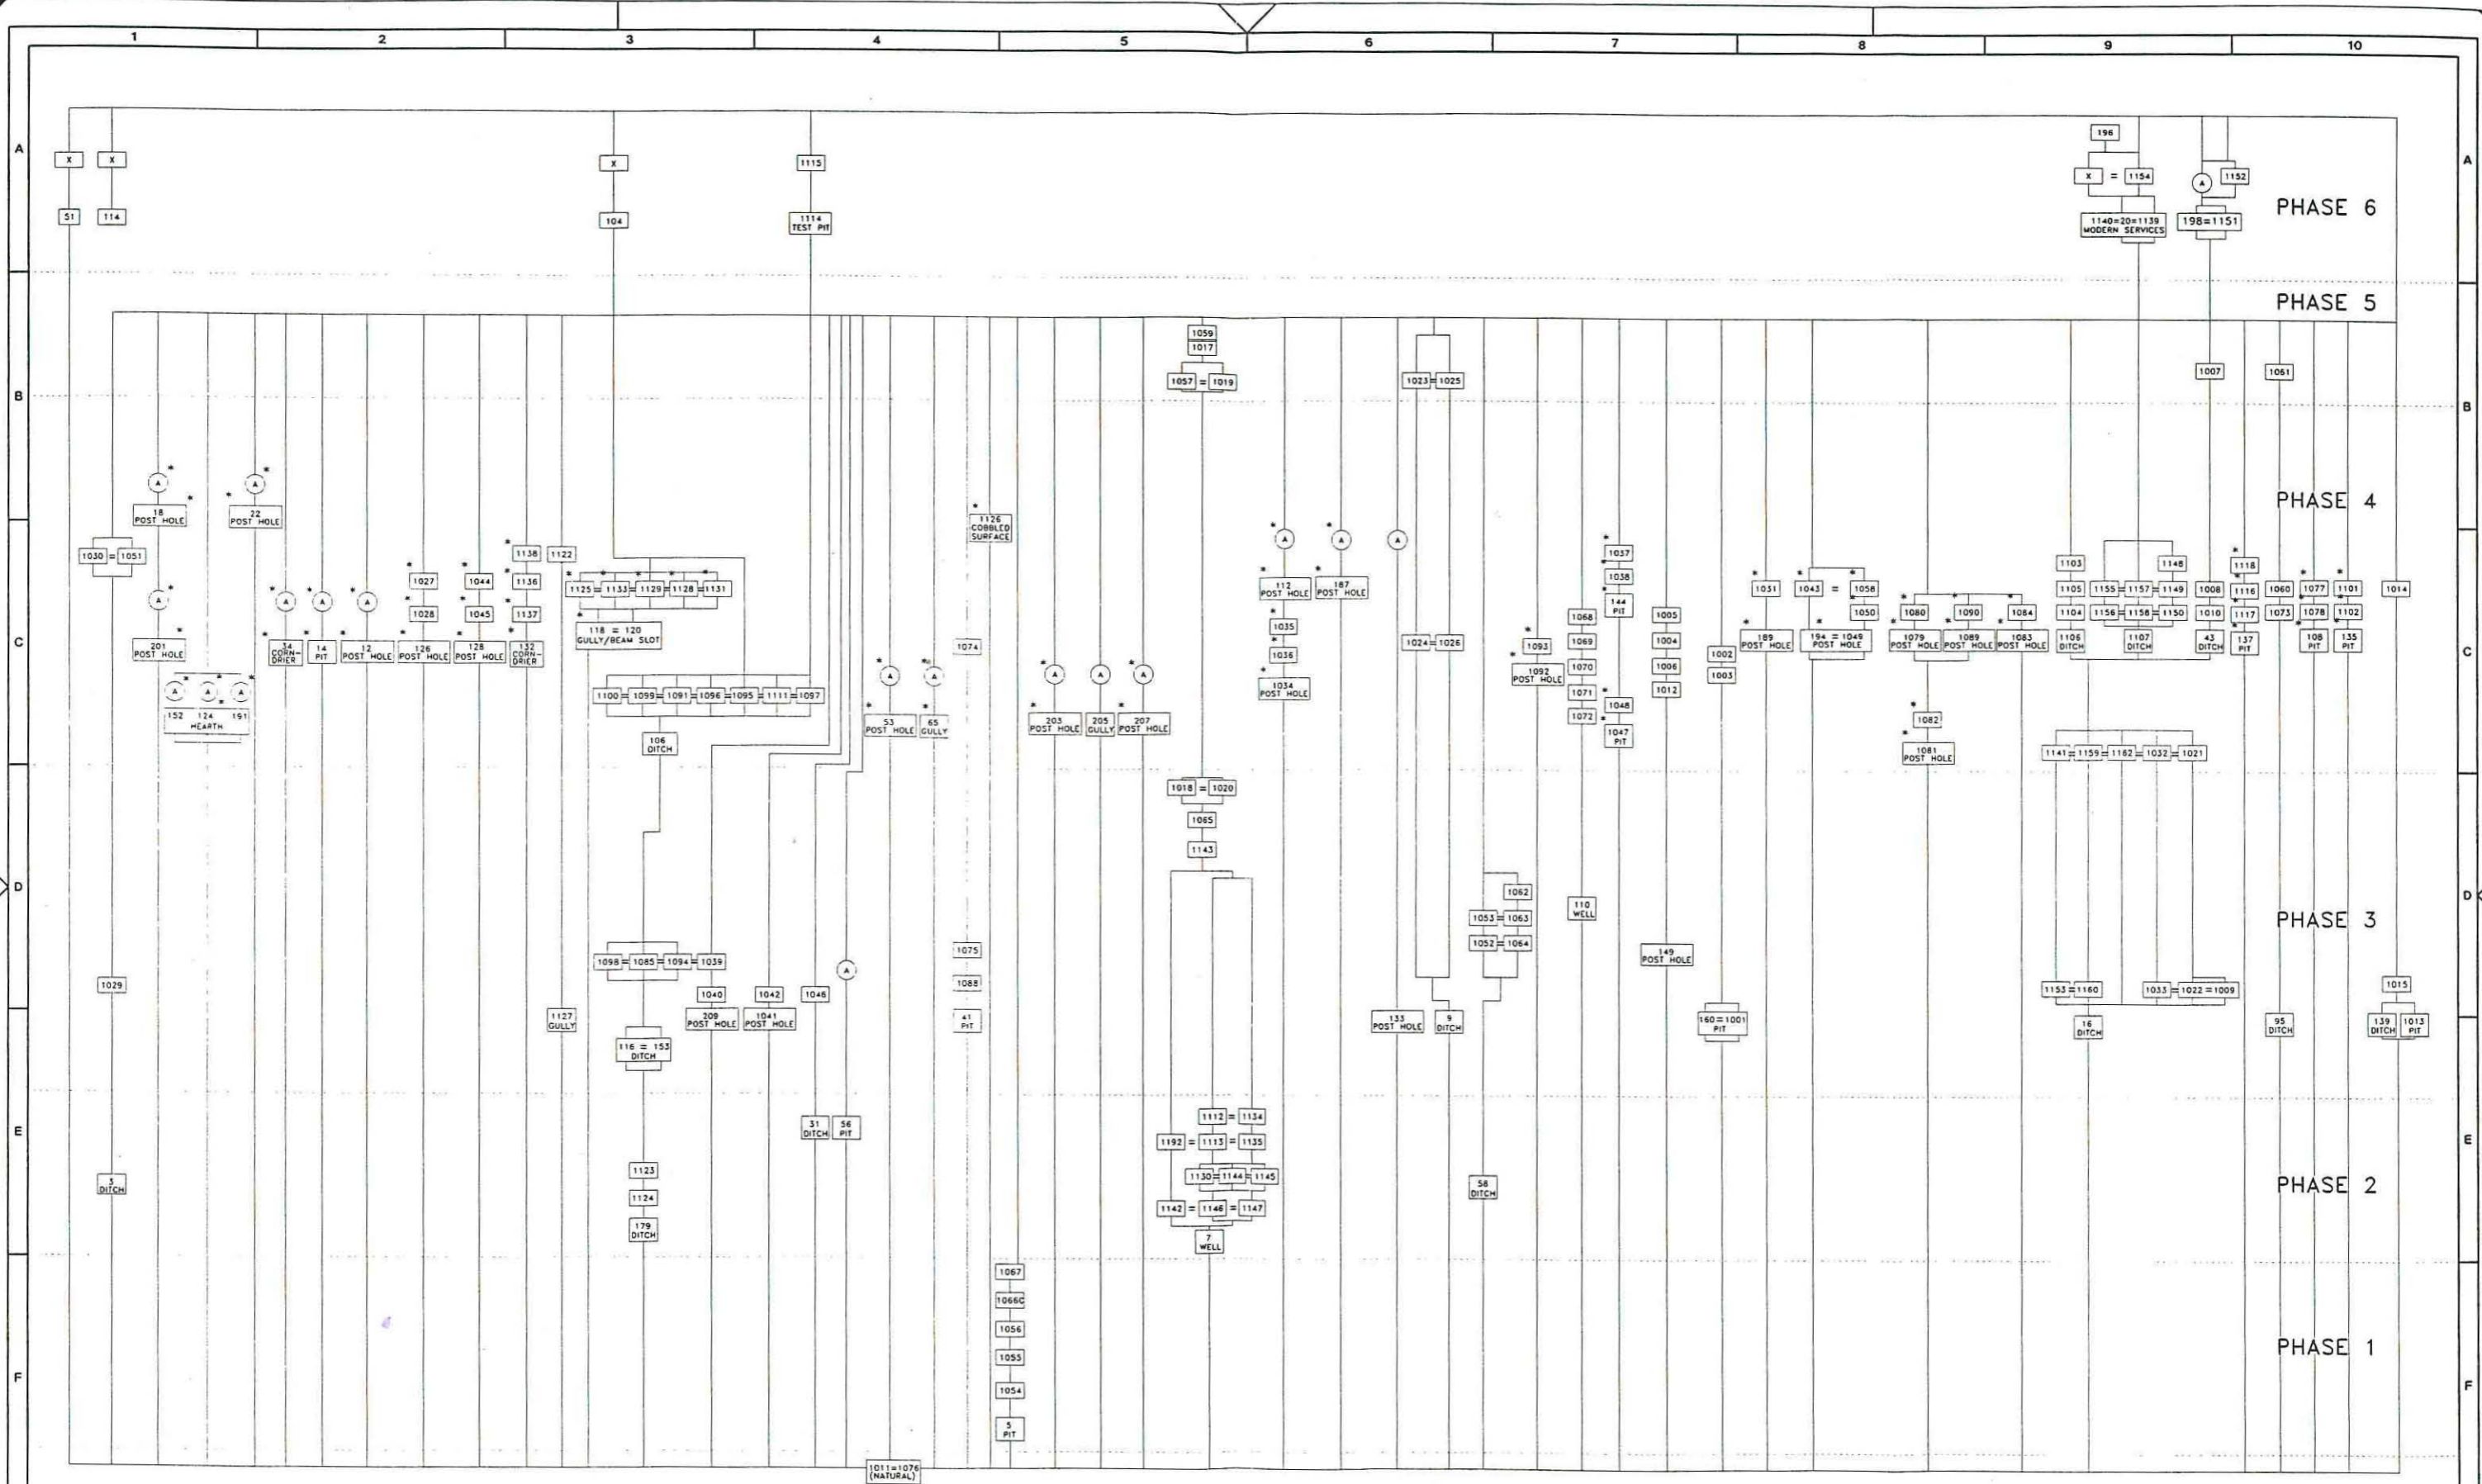 1 2 3 4 5 6 7 8 9 10
A A
196
X X X 1115
X = 1154 A 1152
51 114 104 1114
TEST PIT
1140=20=1139
MODERN SERVICES
198=1151
PHASE 6
PHASE 5
1059
1017
1057 = 1019
1023=1025
1007 1061
B B
A* A*
18*
POST HOLE
*22
POST HOLE
PHASE 4
*1126
COBBLED
SURFACE
*A *A A
1030 = 1051
*1138 1122
*1037
1103 1148 *1118
A* *A *A *A
*1027 *1044 *1136
*1125=*1133=*1129=*1128=*1131
*112
POST HOLE
*187
POST HOLE
*1038
*1031
*1043 = *1058
1105 1155=1157=1149 1008 *1116 1060 *1077 *1101 1014
*1028 *1045 *1137
*144
PIT
*1050
*1080 *1090 *1084
1104 1156=1158=1150 1010 *1117 1073 *1078 *1102
*118 = 120
GULLY/BEAM SLOT
*1035
1068 1005
C C
201*
POST HOLE
*34
CORN-
DRIER
*14
PIT
*12
POST HOLE
*126
POST HOLE
*128
POST HOLE
*132
CORN-
DRIER
1074
*1036
1024=1026
*1093
1069 1004
1002
*189
POST HOLE
194 = 1049
POST HOLE
*1079
POST HOLE
*1089
POST HOLE
1083
POST HOLE
1106
DITCH
1107
DITCH
43
DITCH
*137
PIT
*108
PIT
*135
PIT
*1034
POST HOLE
*1092
POST HOLE
1070 1006
1003
1071 1012
A* A* A*
*A *A *A A *A
1100=1099=1091=1096=1095=1111=1097
152 124 191
HEARTH
*53
POST HOLE
*65
GULLY
*203
POST HOLE
205
GULLY
*207
POST HOLE
1072
*1048
*1047
PIT
*1082
*1081
POST HOLE
106
DITCH
1141=1159=1162=1032=1021
1018 = 1020
1065
1143
D D
1062
1053=1063
1052=1064
110
WELL
149
POST HOLE
PHASE 3
1098=1085=1094=1039
A
1075
1088
1029
1040 1042 1046
1153=1160 1033=1022=1009
1015
1127
GULLY
209
POST HOLE
1041
POST HOLE
41
PIT
133
POST HOLE
9
DITCH
160=1001
PIT
16
DITCH
95
DITCH
139
DITCH
1013
PIT
116 = 153
DITCH
E E
31
DITCH
56
PIT
1112=1134
1192=1113=1135
1130=1144=1145
1142=1146=1147
7
WELL
1123
1124
179
DITCH
3
DITCH
58
DITCH
PHASE 2
1067
1066C
1056
1055
1054
5
PIT
PHASE 1
F F
1011=1076
(NATURAL)